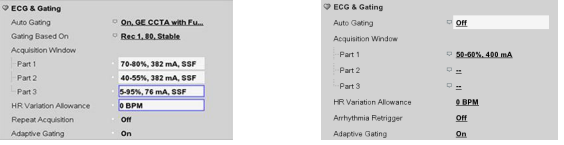 ECG & Gating
Auto Gating On, GE CCTA with Fu...
Gating Based On Rec 1, 80, Stable
Acquisition Window
Part 1 70-80%, 382 mA, SSF
Part 2 40-55%, 382 mA, SSF
Part 3 5-95%, 76 mA, SSF
HR Variation Allowance 0 BPM
Repeat Acquisition Off
Adaptive Gating On
ECG & Gating
Auto Gating Off
Acquisition Window
Part 1 50-60%, 400 mA
Part 2 --
Part 3 --
HR Variation Allowance 0 BPM
Arrhythmia Retrigger Off
Adaptive Gating On